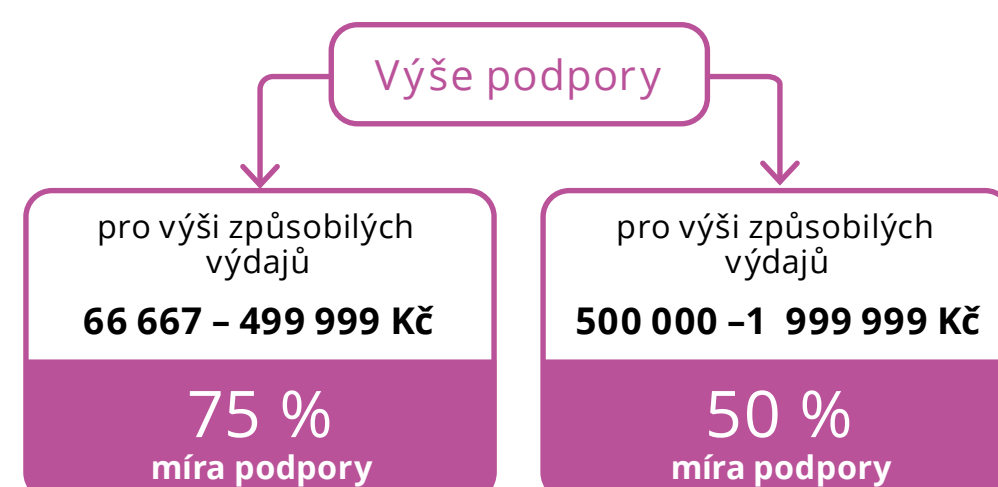 Výše podpory
pro výši způsobilých
výdajů
66 667 – 499 999 Kč
75 %
míra podpory
pro výši způsobilých
výdajů
500 000 –1  999 999 Kč
50 %
míra podpory